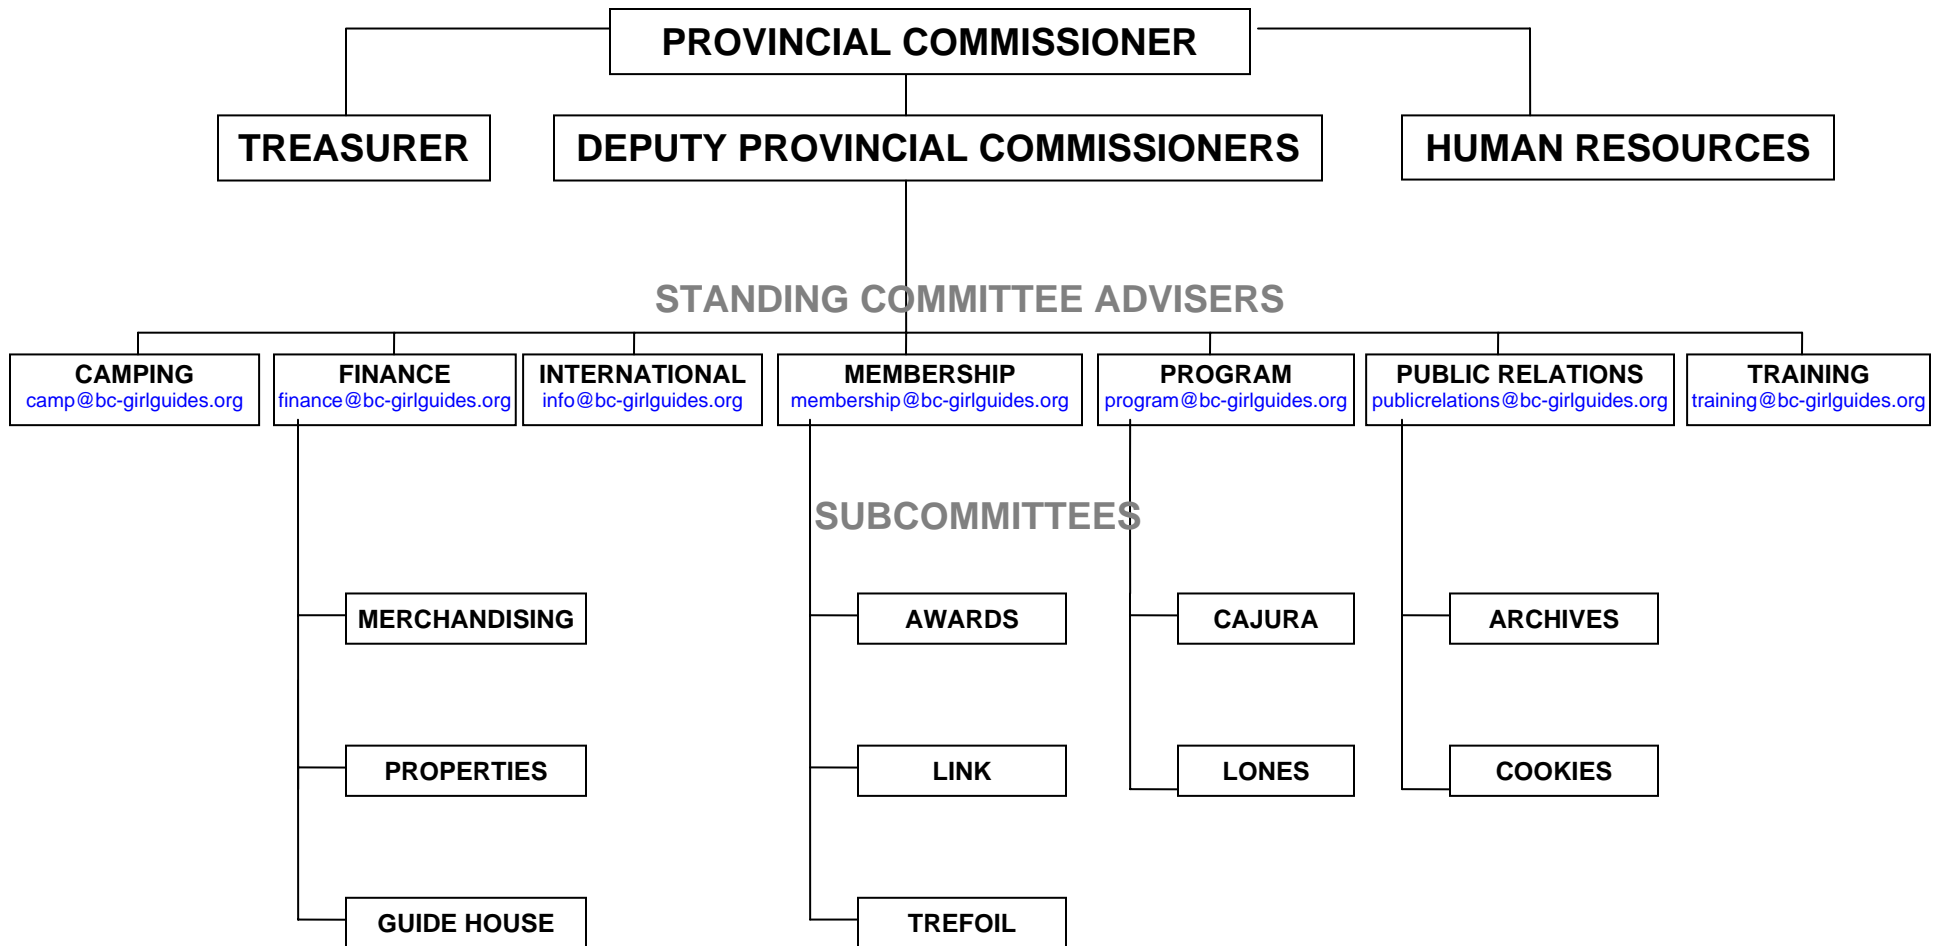 PROVINCIAL COMMISSIONER
TREASURER
DEPUTY PROVINCIAL COMMISSIONERS
HUMAN RESOURCES
STANDING COMMITTEE ADVISERS
CAMPING
camp@bc-girlguides.org
FINANCE
finance@bc-girlguides.org
INTERNATIONAL
info@bc-girlguides.org
MEMBERSHIP
membership@bc-girlguides.org
PROGRAM
program@bc-girlguides.org
PUBLIC RELATIONS
publicrelations@bc-girlguides.org
TRAINING
training@bc-girlguides.org
SUBCOMMITTEES
MERCHANDISING
AWARDS
CAJURA
ARCHIVES
PROPERTIES
LINK
LONES
COOKIES
GUIDE HOUSE
TREFOIL